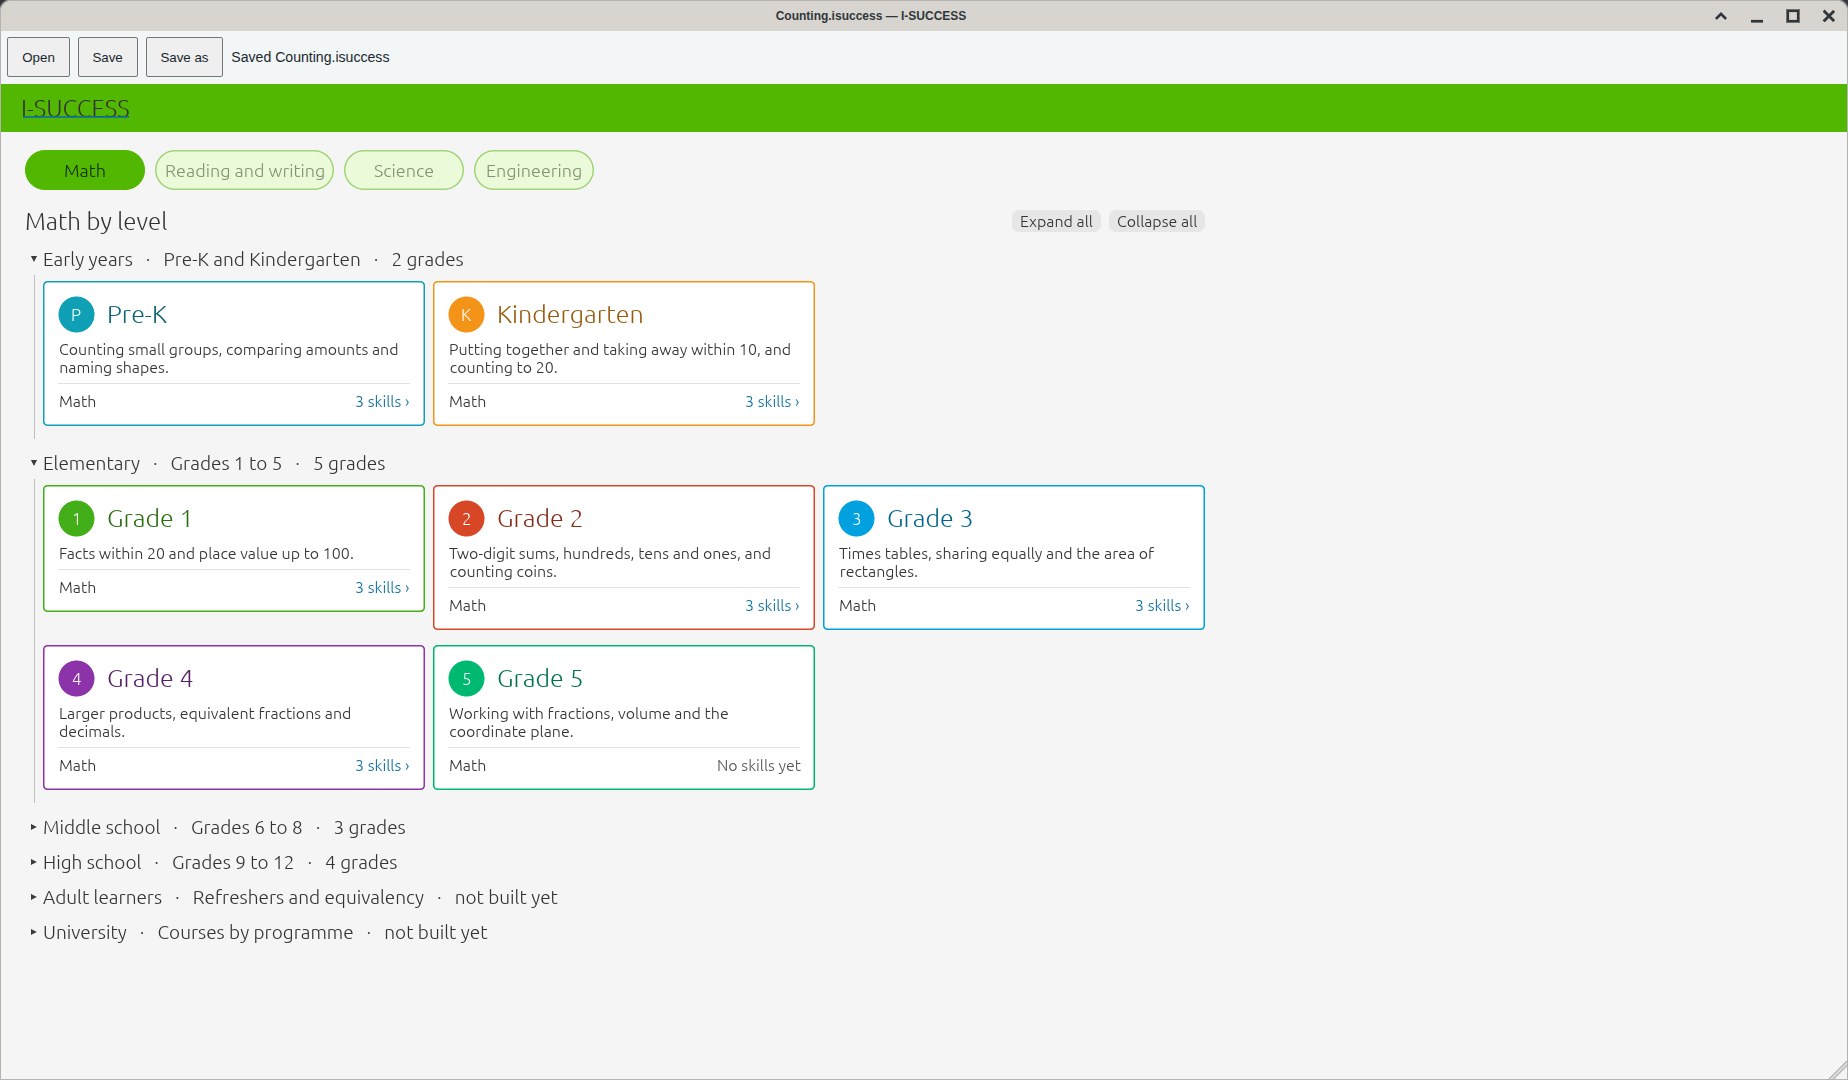 Counting.isuccess — I-SUCCESS
Open Save Save as Saved Counting.isuccess
I-SUCCESS
Math Reading and writing Science Engineering
Math by level Expand all Collapse all
▾ Early years · Pre-K and Kindergarten · 2 grades
P Pre-K
Counting small groups, comparing amounts and
naming shapes.
Math 3 skills ›
K Kindergarten
Putting together and taking away within 10, and
counting to 20.
Math 3 skills ›
▾ Elementary · Grades 1 to 5 · 5 grades
1 Grade 1
Facts within 20 and place value up to 100.
Math 3 skills ›
2 Grade 2
Two-digit sums, hundreds, tens and ones, and
counting coins.
Math 3 skills ›
3 Grade 3
Times tables, sharing equally and the area of
rectangles.
Math 3 skills ›
4 Grade 4
Larger products, equivalent fractions and
decimals.
Math 3 skills ›
5 Grade 5
Working with fractions, volume and the
coordinate plane.
Math No skills yet
▸ Middle school · Grades 6 to 8 · 3 grades
▸ High school · Grades 9 to 12 · 4 grades
▸ Adult learners · Refreshers and equivalency · not built yet
▸ University · Courses by programme · not built yet